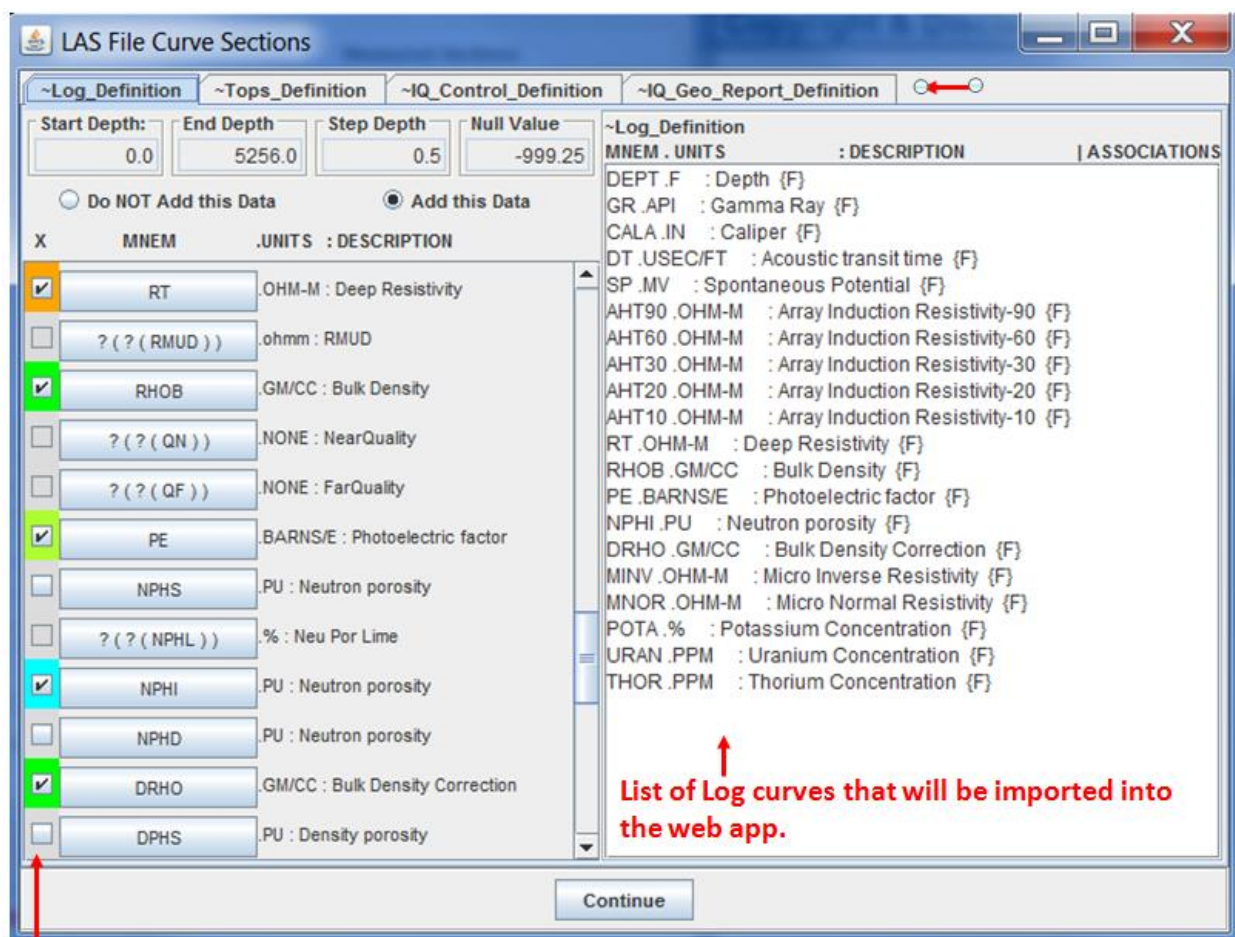 LAS File Curve Sections
~Log_Definition ~Tops_Definition ~IQ_Control_Definition ~IQ_Geo_Report_Definition
Start Depth: End Depth Step Depth Null Value
0.0 5256.0 0.5 -999.25
Do NOT Add this Data Add this Data
X MNEM .UNITS : DESCRIPTION
RT .OHM-M : Deep Resistivity
? ( ? ( RMUD ) ) .ohmm : RMUD
RHOB .GM/CC : Bulk Density
? ( ? ( QN ) ) .NONE : NearQuality
? ( ? ( QF ) ) .NONE : FarQuality
PE .BARNS/E : Photoelectric factor
NPHS .PU : Neutron porosity
? ( ? ( NPHL ) ) .% : Neu Por Lime
NPHI .PU : Neutron porosity
NPHD .PU : Neutron porosity
DRHO .GM/CC : Bulk Density Correction
DPHS .PU : Density porosity
~Log_Definition
MNEM . UNITS : DESCRIPTION | ASSOCIATIONS
DEPT .F : Depth {F}
GR .API : Gamma Ray {F}
CALA .IN : Caliper {F}
DT .USEC/FT : Acoustic transit time {F}
SP .MV : Spontaneous Potential {F}
AHT90 .OHM-M : Array Induction Resistivity-90 {F}
AHT60 .OHM-M : Array Induction Resistivity-60 {F}
AHT30 .OHM-M : Array Induction Resistivity-30 {F}
AHT20 .OHM-M : Array Induction Resistivity-20 {F}
AHT10 .OHM-M : Array Induction Resistivity-10 {F}
RT .OHM-M : Deep Resistivity {F}
RHOB .GM/CC : Bulk Density {F}
PE .BARNS/E : Photoelectric factor {F}
NPHI .PU : Neutron porosity {F}
DRHO .GM/CC : Bulk Density Correction {F}
MINV .OHM-M : Micro Inverse Resistivity {F}
MNOR .OHM-M : Micro Normal Resistivity {F}
POTA .% : Potassium Concentration {F}
URAN .PPM : Uranium Concentration {F}
THOR .PPM : Thorium Concentration {F}
List of Log curves that will be imported into
the web app.
Continue